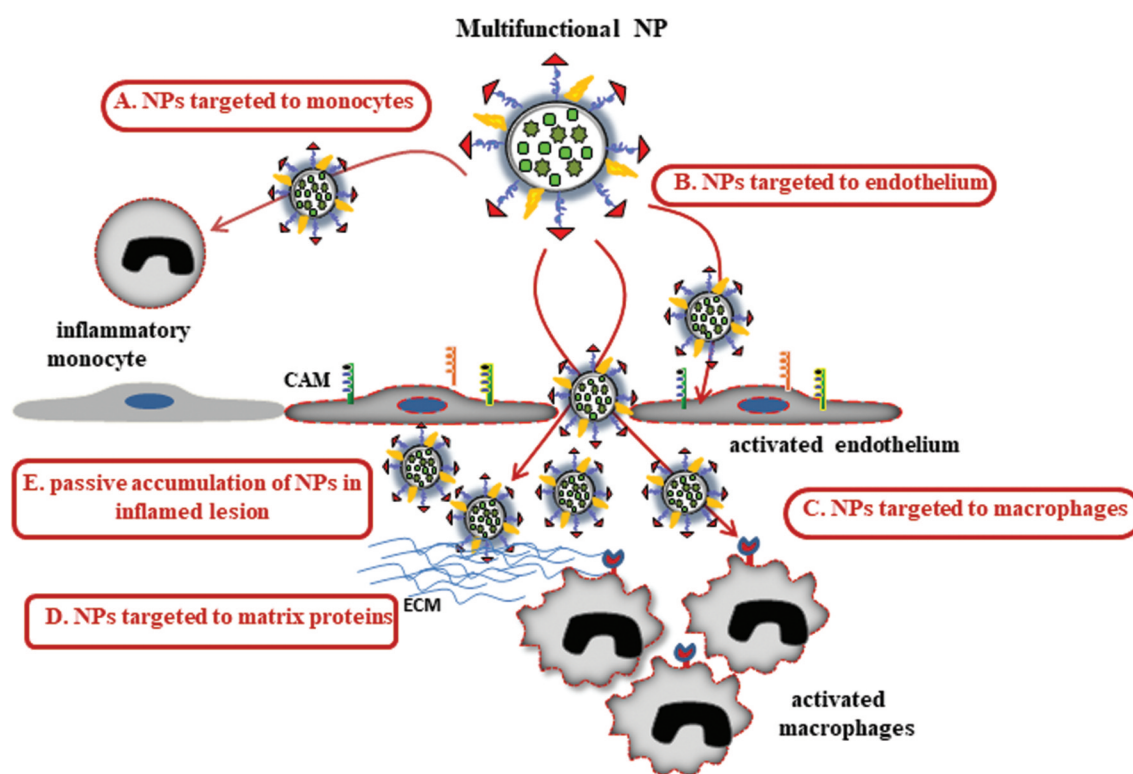 Multifunctional NP
A. NPs targeted to monocytes
B. NPs targeted to endothelium
inflammatory
monocyte
CAM
activated endothelium
E. passive accumulation of NPs in
inflamed lesion
C. NPs targeted to macrophages
D. NPs targeted to matrix proteins
ECM
activated
macrophages